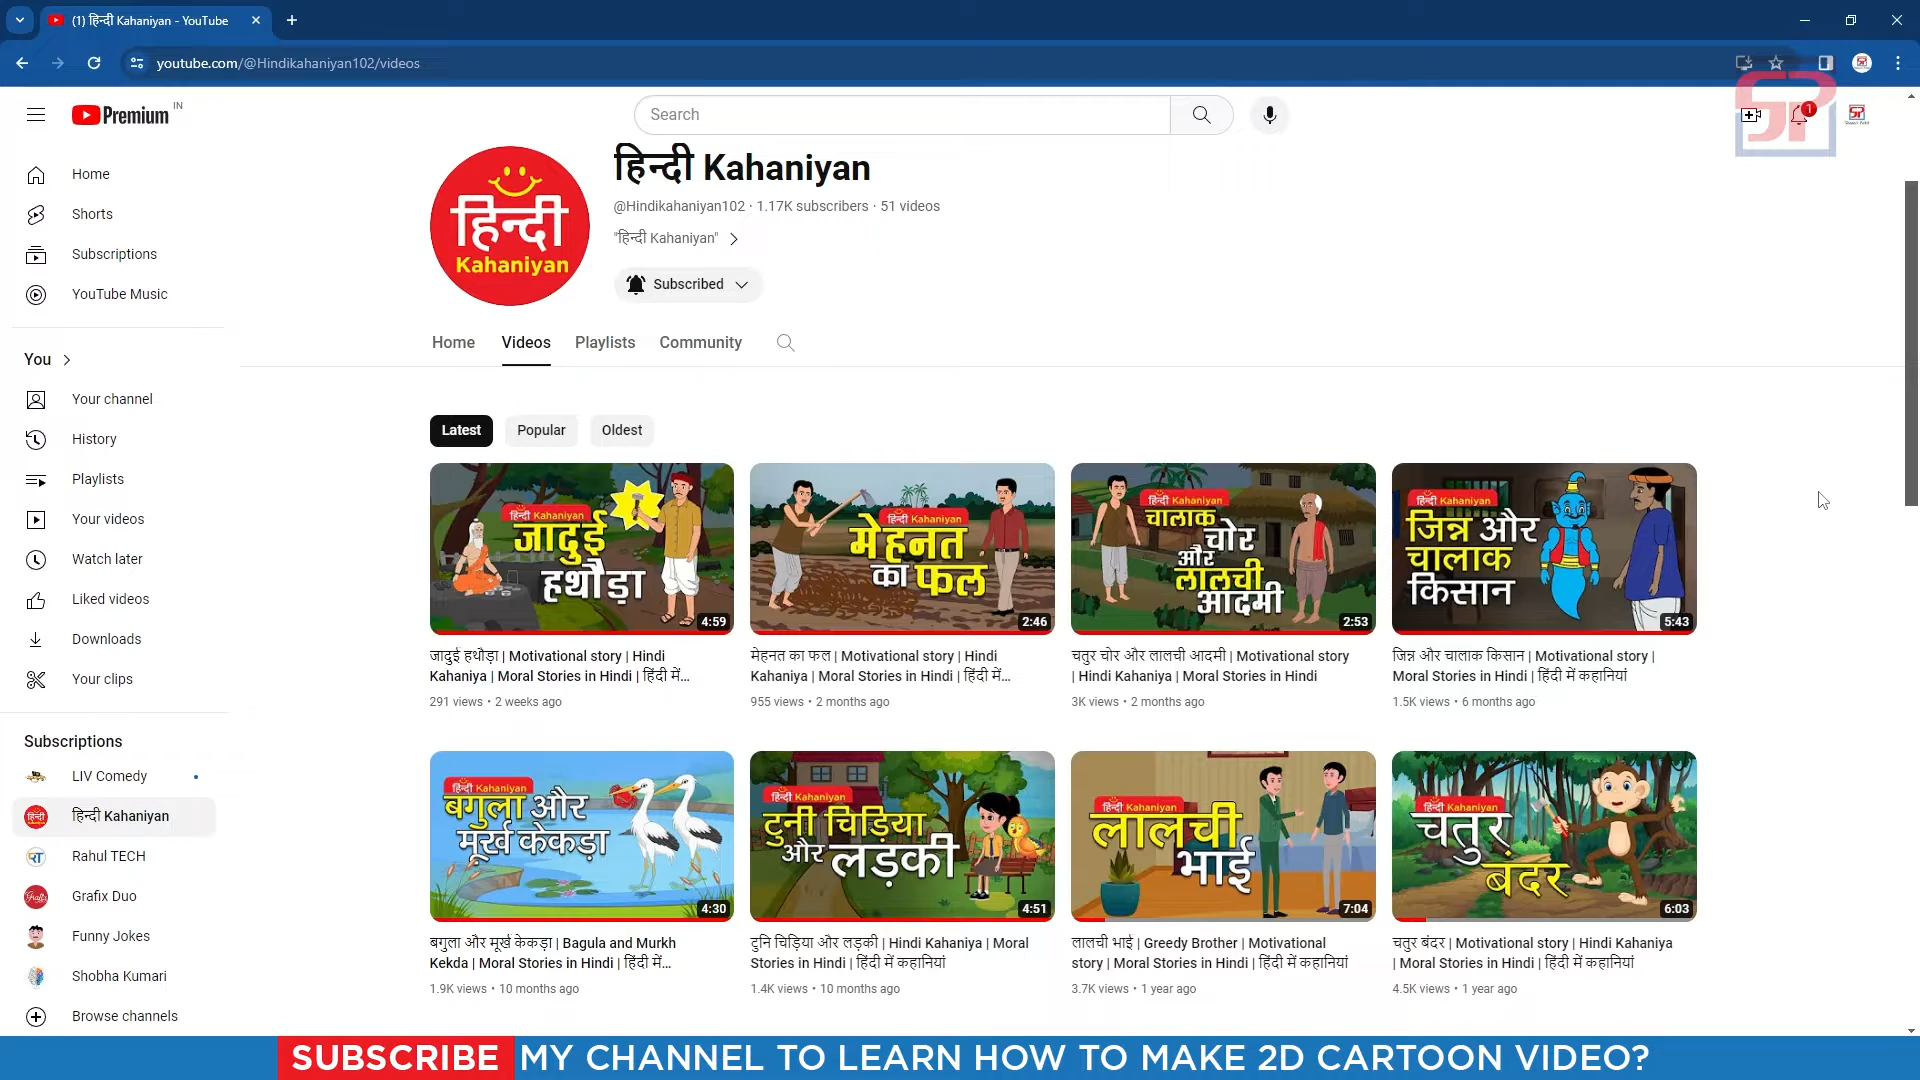 (1) हिन्दी Kahaniyan - YouTube
youtube.com/@Hindikahaniyan102/videos
Premium IN
Search
1
SP
Home
Shorts
Subscriptions
YouTube Music
You
Your channel
History
Playlists
Your videos
Watch later
Liked videos
Downloads
Your clips
Subscriptions
LIV Comedy
हिन्दी Kahaniyan
Rahul TECH
Grafix Duo
Funny Jokes
Shobha Kumari
Browse channels
हिन्दी
Kahaniyan
हिन्दी Kahaniyan
@Hindikahaniyan102 · 1.17K subscribers · 51 videos
"हिन्दी Kahaniyan"
Subscribed
Home Videos Playlists Community
Latest Popular Oldest
हिन्दी Kahaniyan
जादुई
हथौड़ा
4:59
हिन्दी Kahaniyan
मेहनत
का फल
2:46
हिन्दी Kahaniyan
चालाक
चोर
और
लालची
आदमी
2:53
हिन्दी Kahaniyan
जिन्न और
चालाक
किसान
5:43
जादुई हथौड़ा | Motivational story | Hindi
Kahaniya | Moral Stories in Hindi | हिंदी में...
291 views • 2 weeks ago
मेहनत का फल | Motivational story | Hindi
Kahaniya | Moral Stories in Hindi | हिंदी में...
955 views • 2 months ago
चतुर चोर और लालची आदमी | Motivational story
| Hindi Kahaniya | Moral Stories in Hindi
3K views • 2 months ago
जिन्न और चालाक किसान | Motivational story |
Moral Stories in Hindi | हिंदी में कहानियां
1.5K views • 6 months ago
हिन्दी Kahaniyan
बगुला और
मूर्ख केकड़ा
4:30
हिन्दी Kahaniyan
टुनी चिड़िया
और लड़की
4:51
हिन्दी Kahaniyan
लालची
भाई
7:04
हिन्दी Kahaniyan
चतुर
बंदर
6:03
बगुला और मूर्ख केकड़ा | Bagula and Murkh
Kekda | Moral Stories in Hindi | हिंदी में...
1.9K views • 10 months ago
टुनि चिड़िया और लड़की | Hindi Kahaniya | Moral
Stories in Hindi | हिंदी में कहानियां
1.4K views • 10 months ago
लालची भाई | Greedy Brother | Motivational
story | Moral Stories in Hindi | हिंदी में कहानियां
3.7K views • 1 year ago
चतुर बंदर | Motivational story | Hindi Kahaniya
| Moral Stories in Hindi | हिंदी में कहानियां
4.5K views • 1 year ago
SUBSCRIBE MY CHANNEL TO LEARN HOW TO MAKE 2D CARTOON VIDEO?